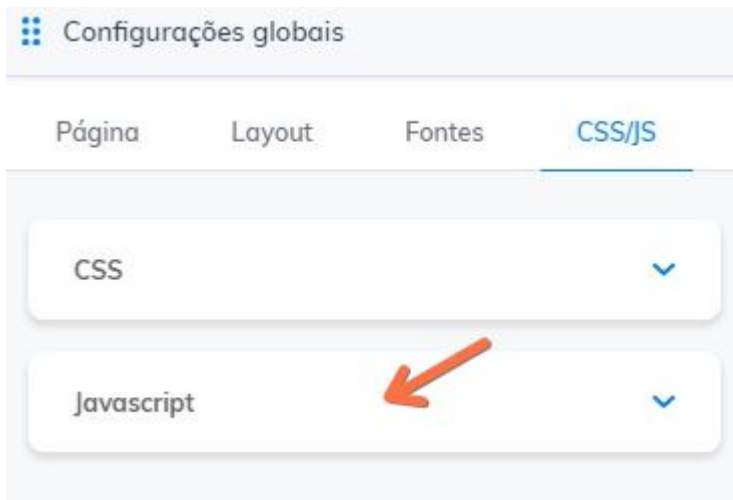 Configurações globais
Página Layout Fontes CSS/JS
CSS
Javascript